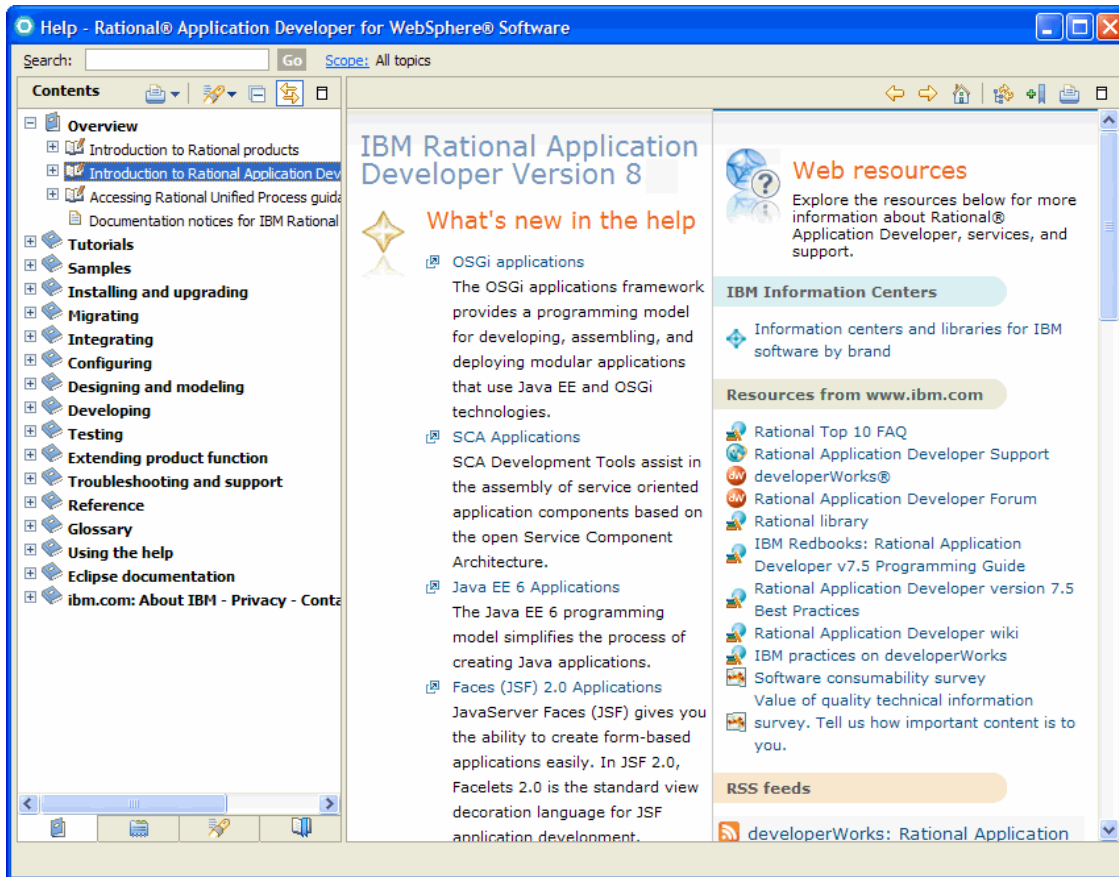 Help - Rational® Application Developer for WebSphere® Software
Search:
Go
Scope: All topics
Contents
Overview
Introduction to Rational products
Introduction to Rational Application Dev
Accessing Rational Unified Process guida
Documentation notices for IBM Rational
Tutorials
Samples
Installing and upgrading
Migrating
Integrating
Configuring
Designing and modeling
Developing
Testing
Extending product function
Troubleshooting and support
Reference
Glossary
Using the help
Eclipse documentation
ibm.com: About IBM - Privacy - Conta
IBM Rational Application
Developer Version 8
What's new in the help
OSGi applications
The OSGi applications framework
provides a programming model
for developing, assembling, and
deploying modular applications
that use Java EE and OSGi
technologies.
SCA Applications
SCA Development Tools assist in
the assembly of service oriented
application components based on
the open Service Component
Architecture.
Java EE 6 Applications
The Java EE 6 programming
model simplifies the process of
creating Java applications.
Faces (JSF) 2.0 Applications
JavaServer Faces (JSF) gives you
the ability to create form-based
applications easily. In JSF 2.0,
Facelets 2.0 is the standard view
decoration language for JSF
application development.
Web resources
Explore the resources below for more
information about Rational®
Application Developer, services, and
support.
IBM Information Centers
Information centers and libraries for IBM
software by brand
Resources from www.ibm.com
Rational Top 10 FAQ
Rational Application Developer Support
dW developerWorks®
dW Rational Application Developer Forum
Rational library
IBM Redbooks: Rational Application
Developer v7.5 Programming Guide
Rational Application Developer version 7.5
Best Practices
Rational Application Developer wiki
IBM practices on developerWorks
Software consumability survey
Value of quality technical information
survey. Tell us how important content is to
you.
RSS feeds
developerWorks: Rational Application